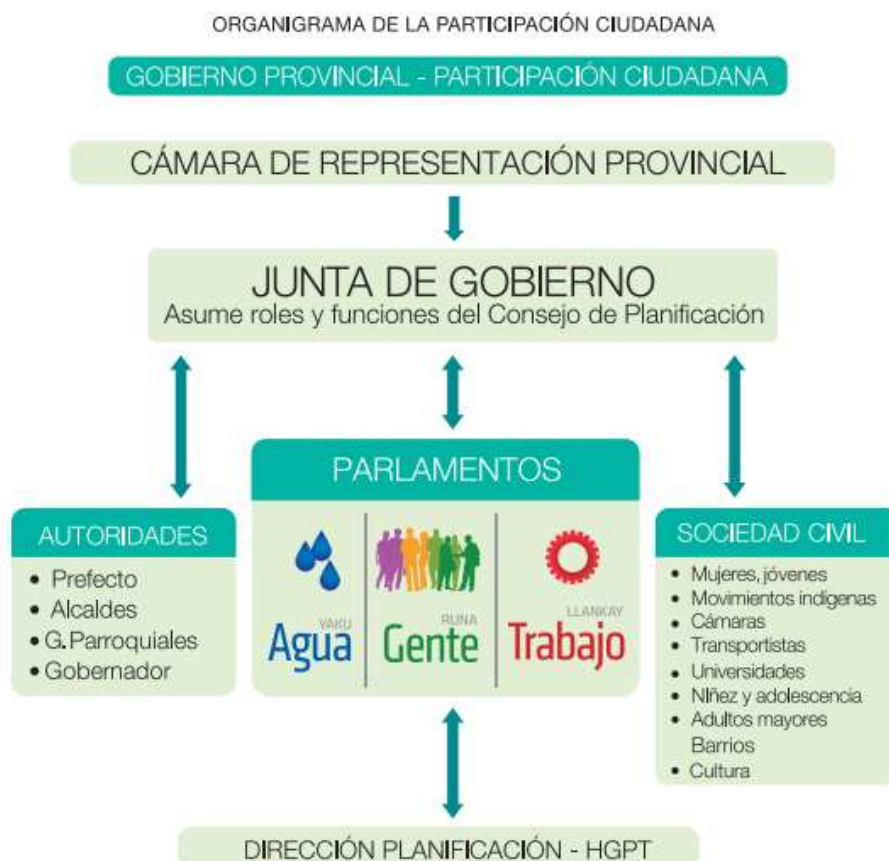 ORGANIGRAMA DE LA PARTICIPACIÓN CIUDADANA
GOBIERNO PROVINCIAL - PARTICIPACIÓN CIUDADANA
CÁMARA DE REPRESENTACIÓN PROVINCIAL
JUNTA DE GOBIERNO
Asume roles y funciones del Consejo de Planificación
AUTORIDADES
• Prefecto
• Alcaldes
• G.Parroquiales
• Gobernador
PARLAMENTOS
YAKU
Agua
RUNA
Gente
LLANKAY
Trabajo
SOCIEDAD CIVIL
• Mujeres, jóvenes
• Movimientos indígenas
• Cámaras
• Transportistas
• Universidades
• NIñez y adolescencia
• Adultos mayores
Barrios
• Cultura
DIRECCIÓN PLANIFICACIÓN - HGPT